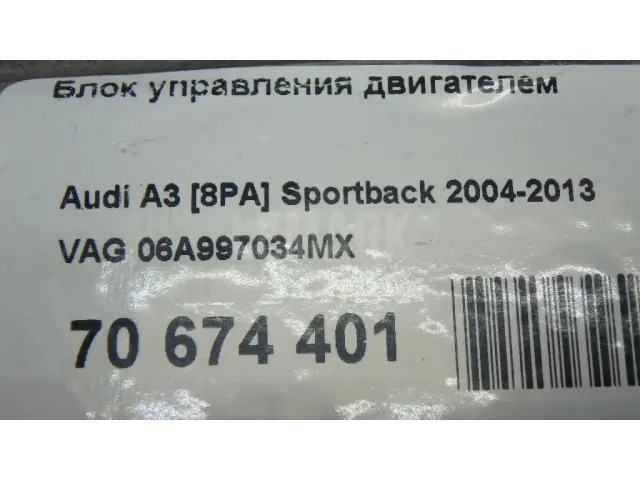 Блок управления двигателем
Audi A3 [8PA] Sportback 2004-2013
VAG 06A997034MX
70 674 401